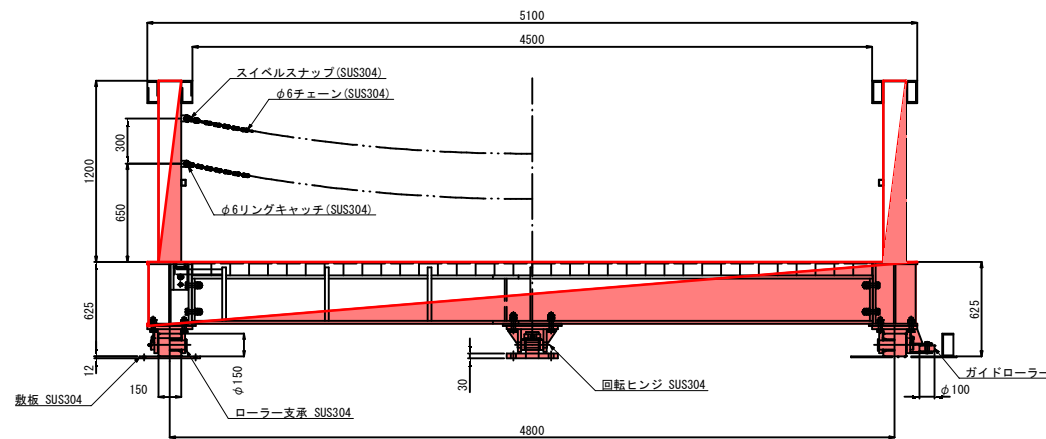 5100
4500
スイベルスナップ(SUS304)
φ6チェーン(SUS304)
300
1200
650
φ6リングキャッチ(SUS304)
625
625
12
150
φ150
30
回転ヒンジ SUS304
ガイドローラー
φ100
敷板 SUS304
ローラー支承 SUS304
4800